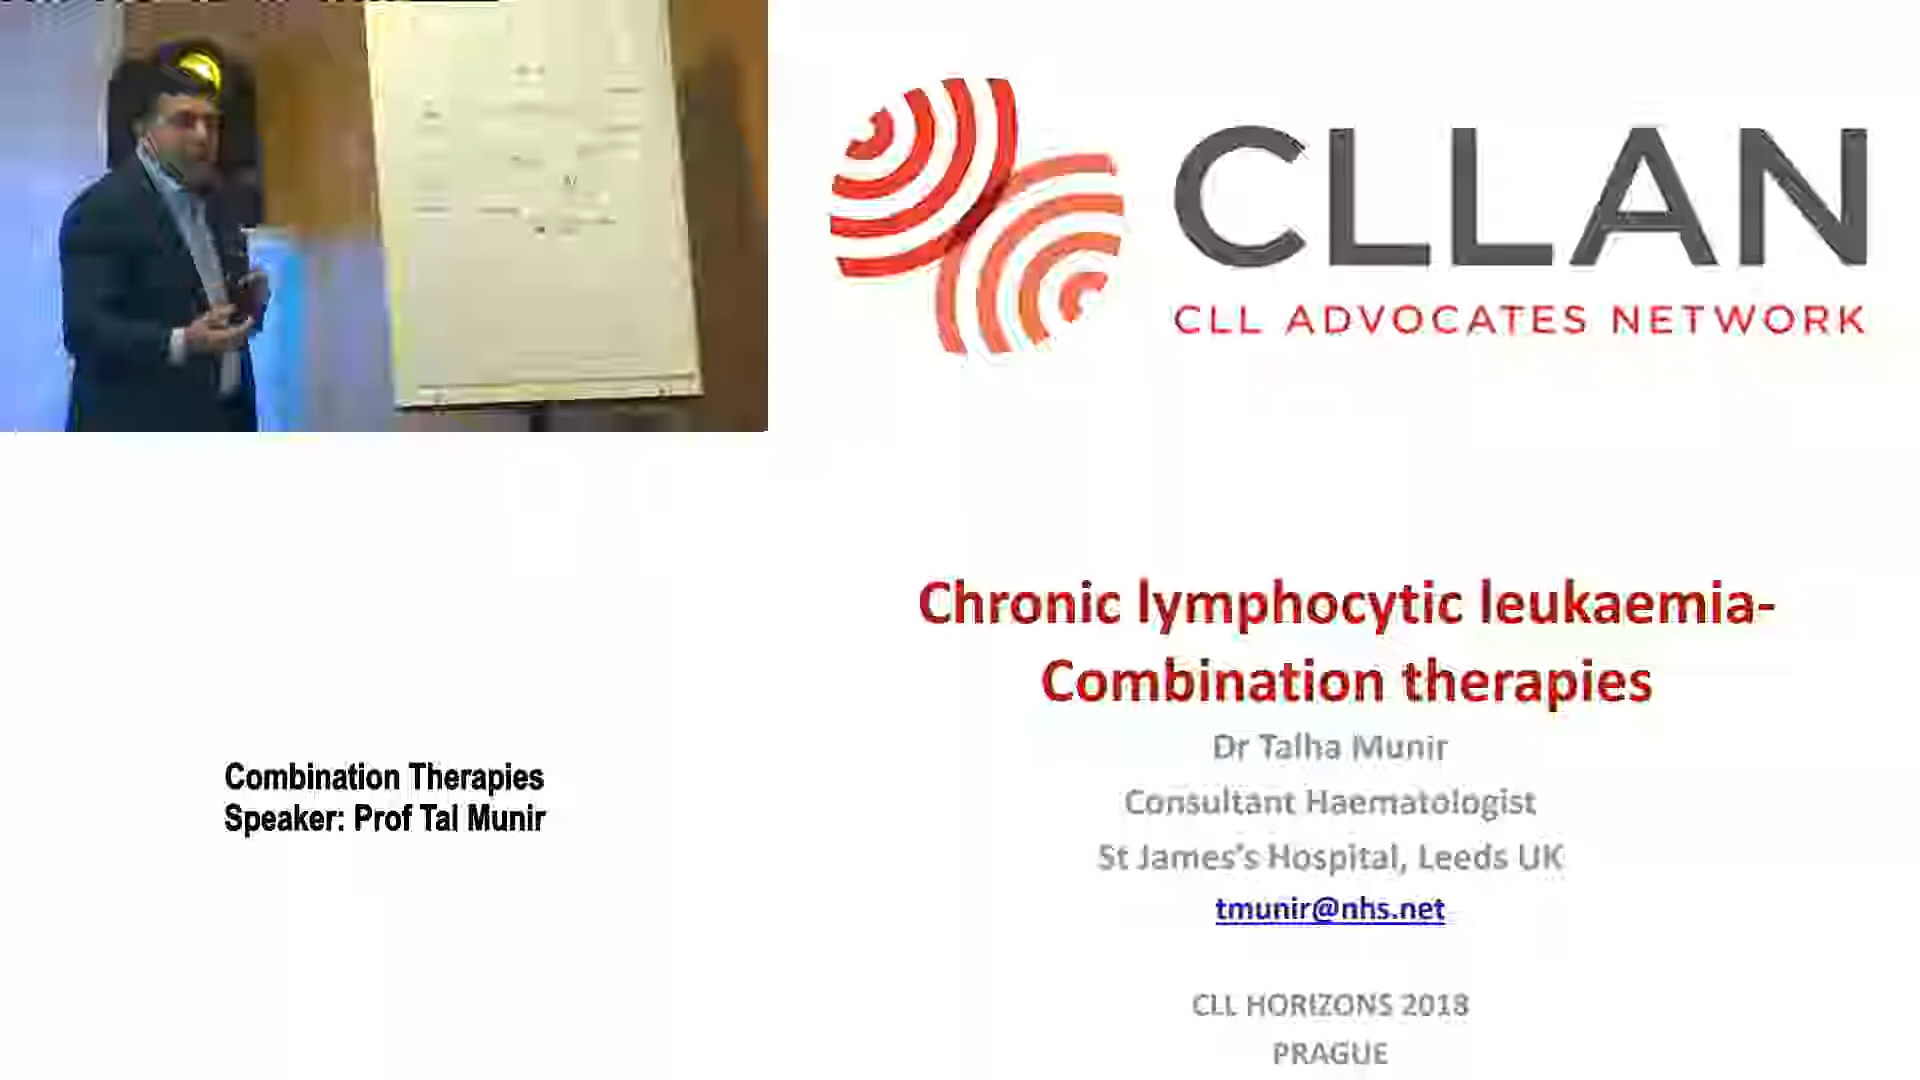 CLLAN
CLL ADVOCATES NETWORK
Chronic lymphocytic leukaemia-
Combination therapies
Dr Talha Munir
Consultant Haematologist
St James's Hospital, Leeds UK
tmunir@nhs.net
CLL HORIZONS 2018
PRAGUE
Combination Therapies
Speaker: Prof Tal Munir